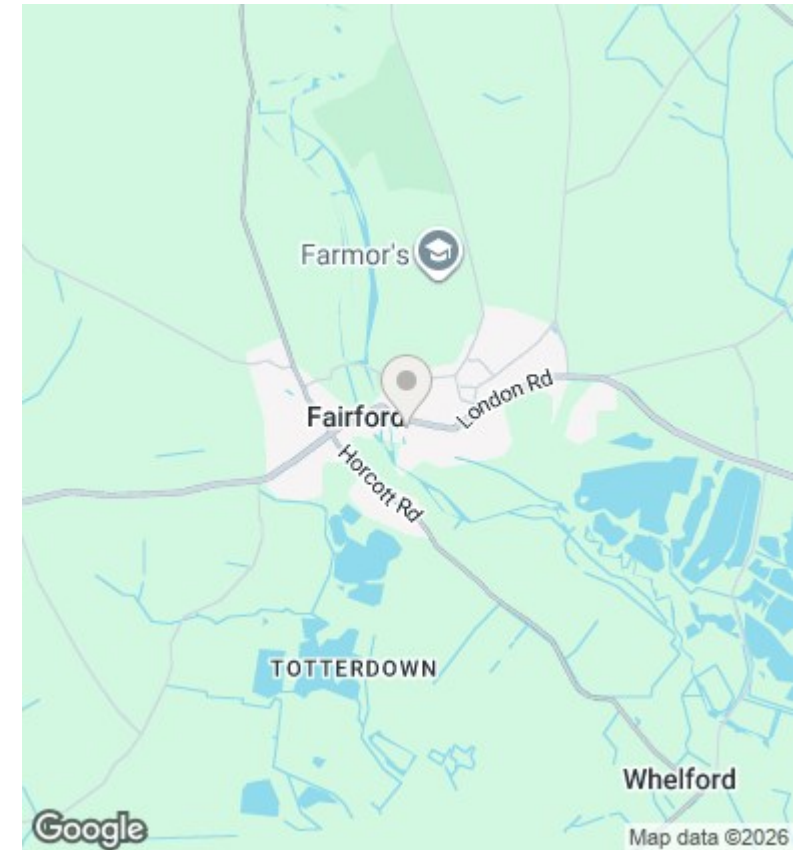 Farmor's
London Rd
Fairford
Horcott Rd
TOTTERDOWN
Whelford
Google
Map data ©2026